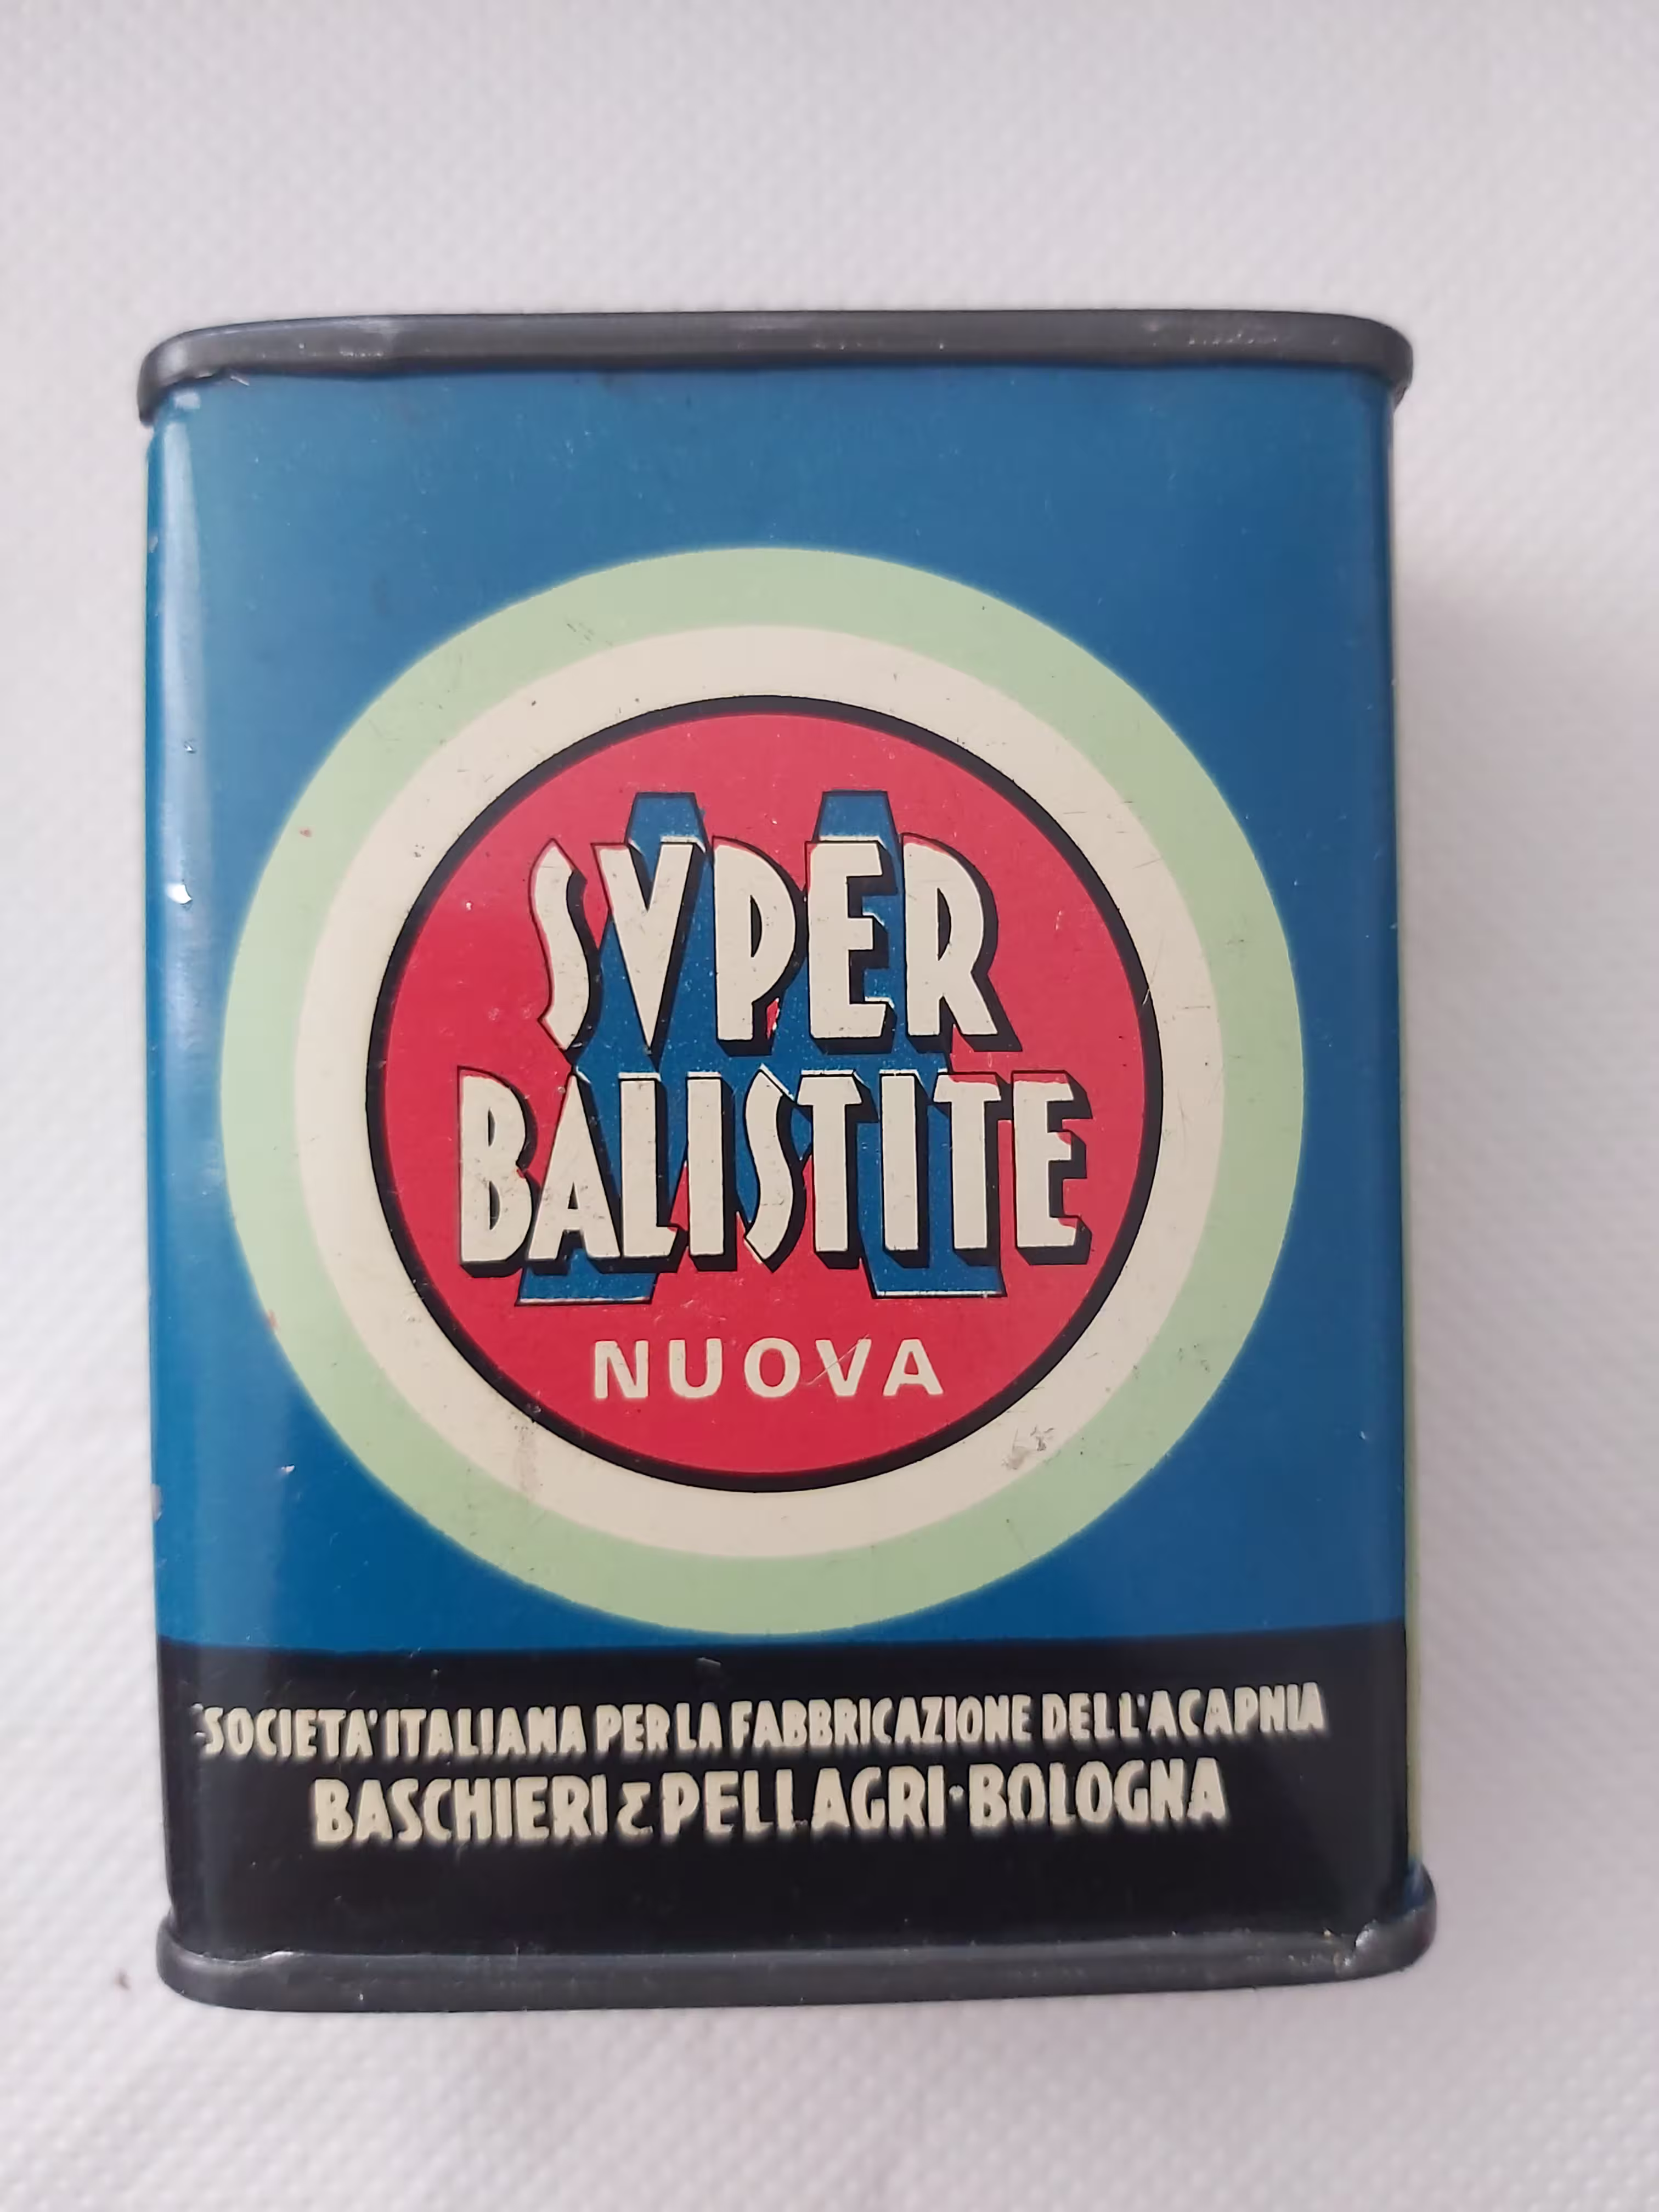 SVPER
BALISTITE
NUOVA
SOCIETA' ITALIANA PER LA FABBRICAZIONE DELL'ACAPNIA
BASCHIERI & PELLAGRI·BOLOGNA